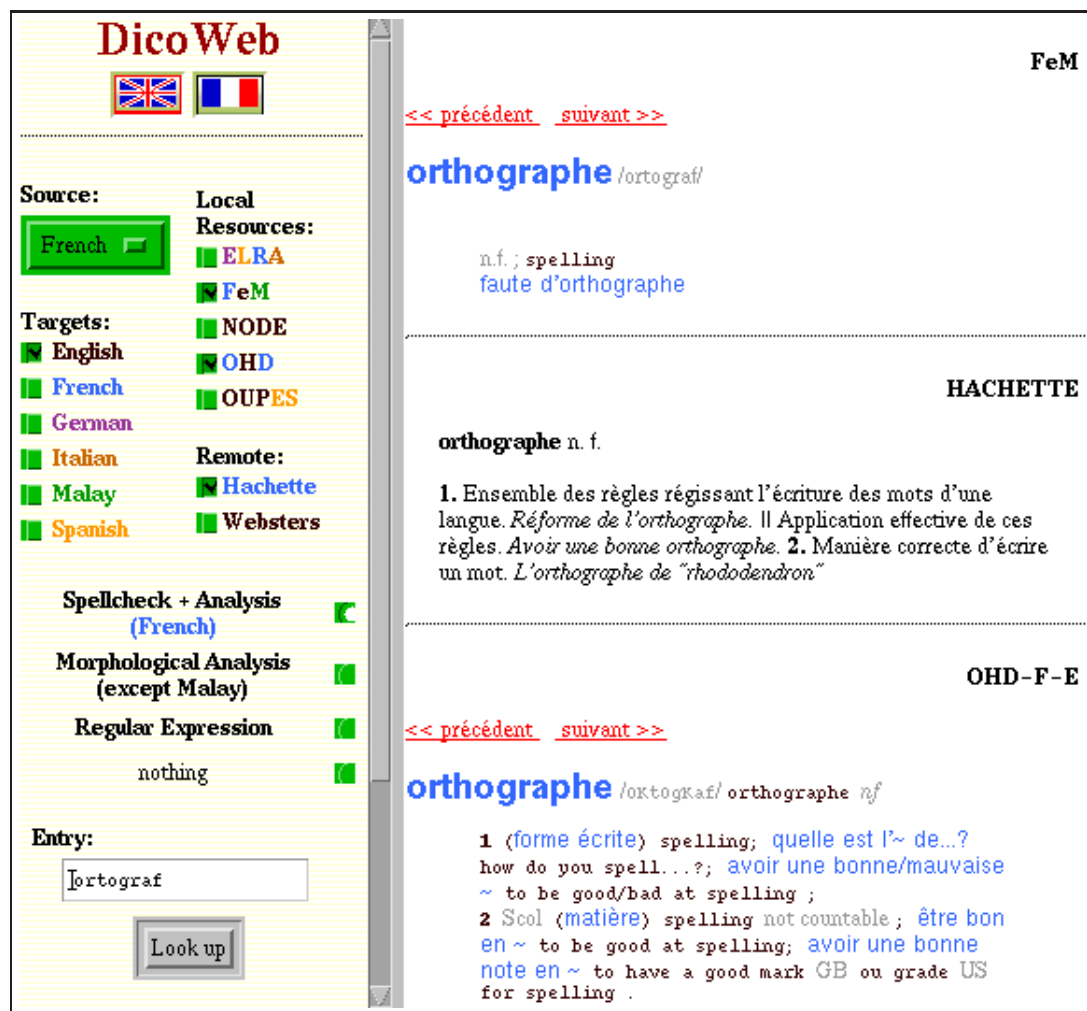 DicoWeb
Source:
French
Targets:
English
French
German
Italian
Malay
Spanish
Local
Resources:
ELRA
FeM
NODE
OHD
OUPES
Remote:
Hachette
Websters
Spellcheck + Analysis
(French)
Morphological Analysis
(except Malay)
Regular Expression
nothing
Entry:
ortograf
Look up
FeM
<< précédent suivant >>
orthographe /ortograf/
n.f. ; spelling
faute d'orthographe
HACHETTE
orthographe n. f.
1. Ensemble des règles régissant l'écriture des mots d'une
langue. Réforme de l'orthographe. || Application effective de ces
règles. Avoir une bonne orthographe. 2. Manière correcte d'écrire
un mot. L'orthographe de "rhododendron"
OHD-F-E
<< précédent suivant >>
orthographe /oʀtogʀaf/ orthographe nf
1 (forme écrite) spelling; quelle est l'~ de...?
how do you spell...?; avoir une bonne/mauvaise
~ to be good/bad at spelling ;
2 Scol (matière) spelling not countable ; être bon
en ~ to be good at spelling; avoir une bonne
note en ~ to have a good mark GB ou grade US
for spelling .